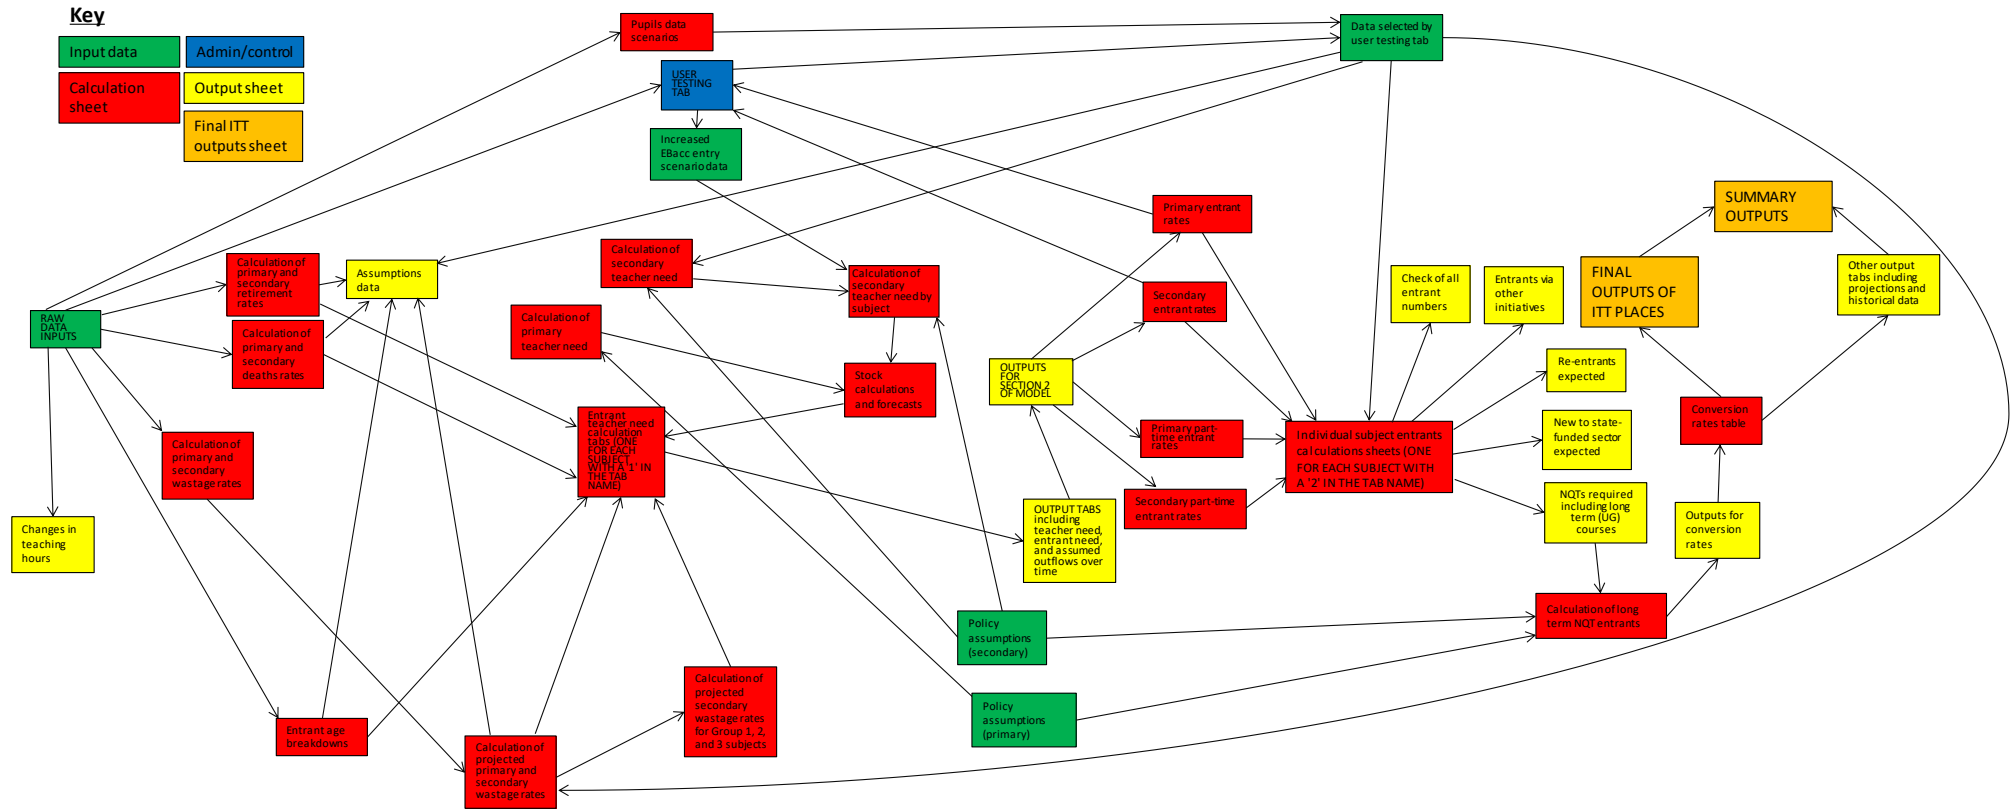 Key
Input data
Admin/control
Calculation
sheet
Output sheet
Final ITT
outputs sheet
Pupils data
scenarios
Data selected by
user testing tab
USER
TESTING
TAB
Increased
EBacc entry
scenario data
Primary entrant
rates
SUMMARY
OUTPUTS
Calculation of
primary and
secondary
retirement
rates
Assumptions
data
Calculation of
secondary
teacher need
Calculation of
secondary
teacher need by
subject
Secondary
entrant rates
Check of all
entrant
numbers
Entrants via
other
initiatives
FINAL
OUTPUTS OF
ITT PLACES
Other output
tabs including
projections and
historical data
RAW
DATA
INPUTS
Calculation of
primary and
secondary
deaths rates
Calculation of
primary
teacher need
Stock
calculations
and forecasts
OUTPUTS
FOR
SECTION 2
OF MODEL
Re-entrants
expected
Entrant
teacher need
calculation
tabs (ONE
FOR EACH
SUBJECT
WITH A '1' IN
THE TAB
NAME)
Calculation of
primary and
secondary
wastage rates
Primary part-
time entrant
rates
Individual subject entrants
calculations sheets (ONE
FOR EACH SUBJECT WITH
A '2' IN THE TAB NAME)
New to state-
funded sector
expected
Conversion
rates table
Secondary part-time
entrant rates
NQTs required
including long
term (UG)
courses
Outputs for
conversion
rates
Changes in
teaching
hours
OUTPUT TABS
including
teacher need,
entrant need,
and assumed
outflows over
time
Policy
assumptions
(secondary)
Calculation of long
term NQT entrants
Calculation of
projected
secondary
wastage rates
for Group 1, 2,
and 3 subjects
Policy
assumptions
(primary)
Entrant age
breakdowns
Calculation of
projected
primary and
secondary
wastage rates